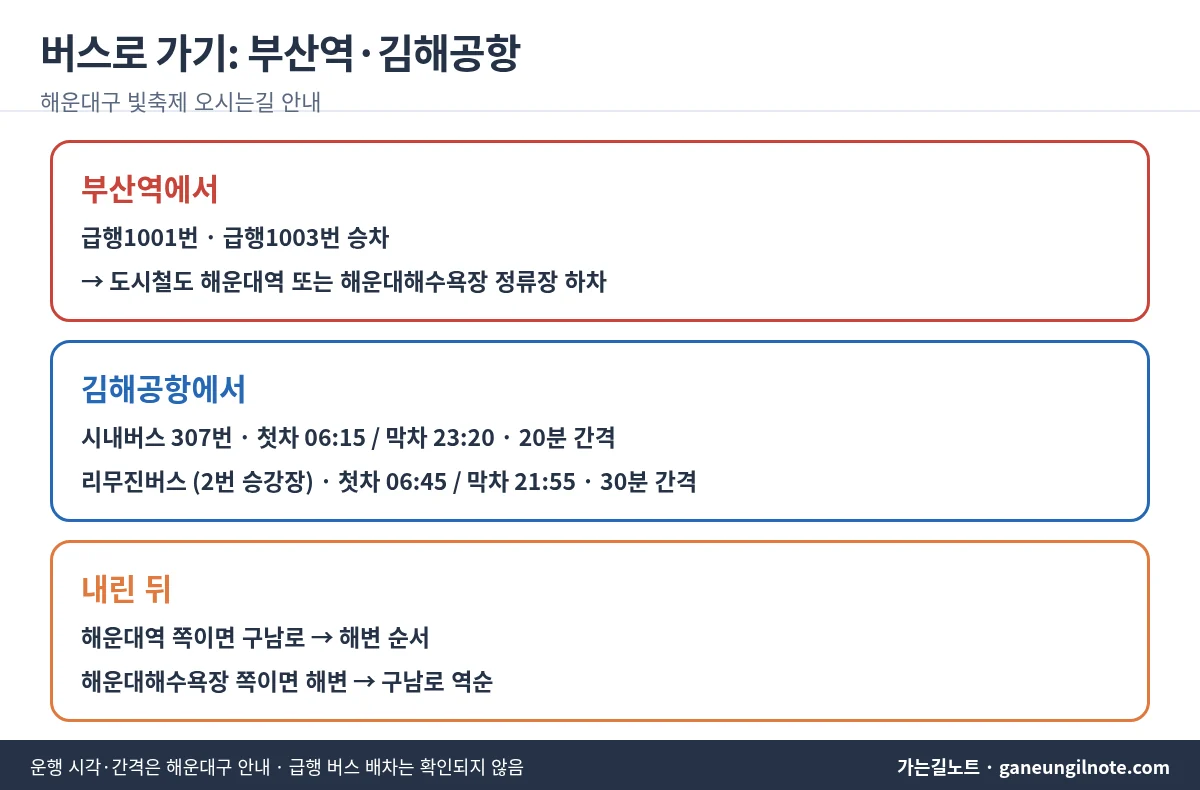 버스로 가기: 부산역·김해공항
해운대구 빛축제 오시는길 안내
부산역에서
급행1001번 · 급행1003번 승차
→ 도시철도 해운대역 또는 해운대해수욕장 정류장 하차
김해공항에서
시내버스 307번 · 첫차 06:15 / 막차 23:20 · 20분 간격
리무진버스 (2번 승강장) · 첫차 06:45 / 막차 21:55 · 30분 간격
내린 뒤
해운대역 쪽이면 구남로 → 해변 순서
해운대해수욕장 쪽이면 해변 → 구남로 역순
운행 시각·간격은 해운대구 안내 · 급행 버스 배차는 확인되지 않음
가는길노트 · ganeungilnote.com